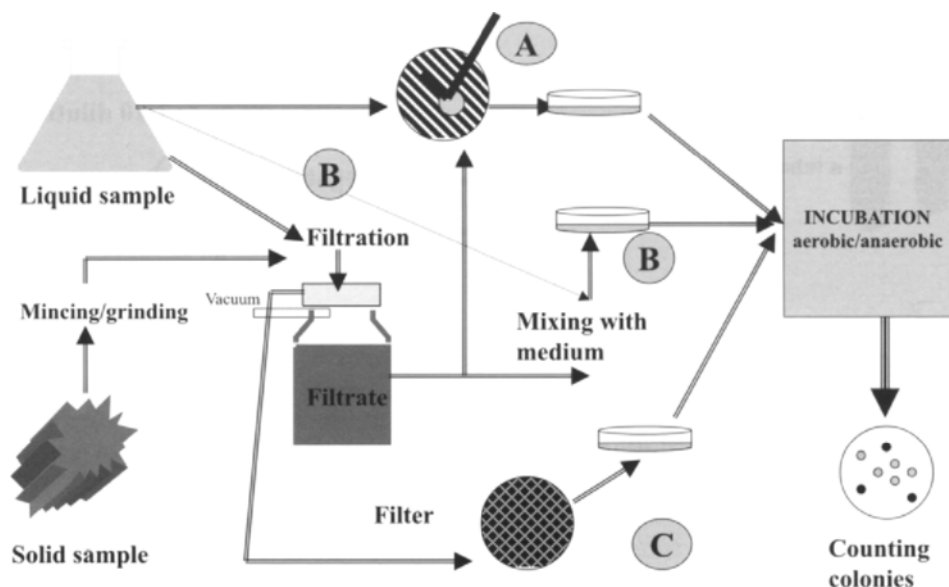 A
Liquid sample
B
Filtration
INCUBATION
aerobic/anaerobic
B
Vacuum
Mincing/grinding
Mixing with
medium
Filtrate
Filter
C
Solid sample
Counting
colonies